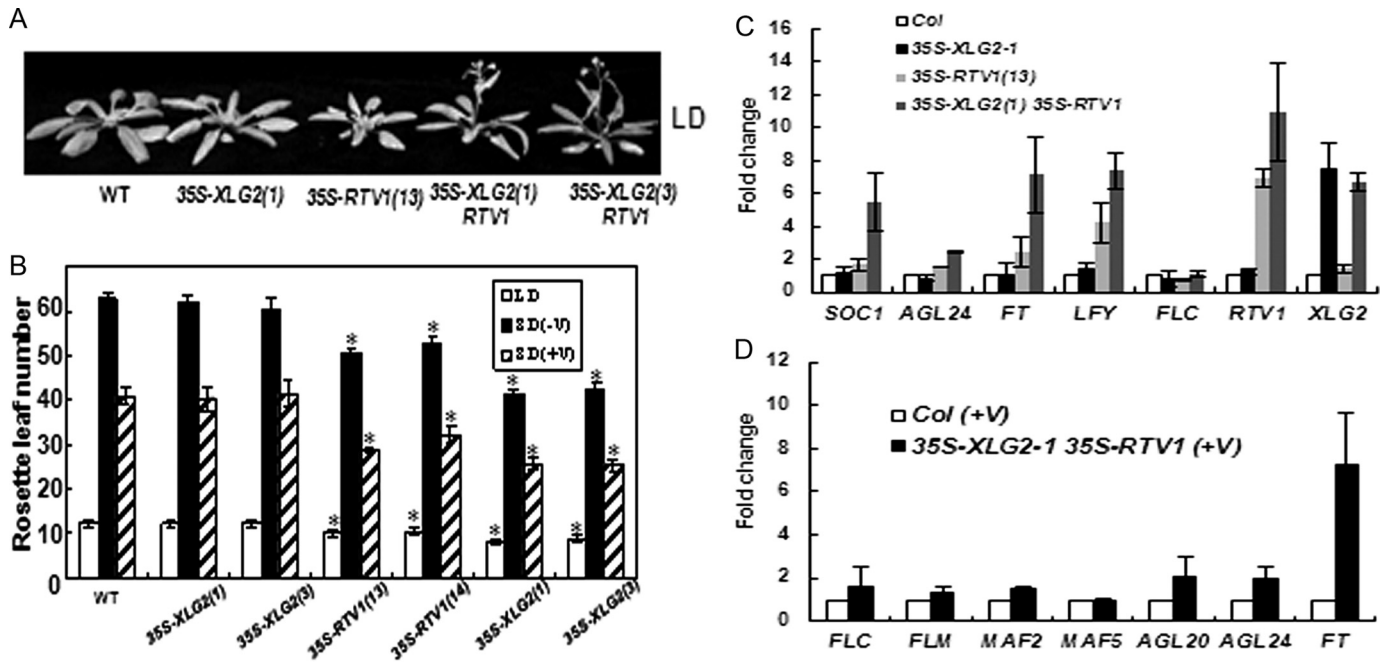 A
LD
WT
35S-XLG2(1)
35S-RTV1(13)
35S-XLG2(1)
RTV1
35S-XLG2(3)
RTV1
B
Rosette leaf number
60
50
40
30
20
10
0
LD
SD(-V)
SD(+V)
*
*
*
*
*
*
*
*
*
*
*
*
WT
35S-XLG2(1)
35S-XLG2(3)
35S-RTV1(13)
35S-RTV1(14)
35S-XLG2(1)
35S-XLG2(3)
C
Fold change
16
14
12
10
8
6
4
2
0
Col
35S-XLG2-1
35S-RTV1(13)
35S-XLG2(1) 35S-RTV1
SOC1 AGL24 FT LFY FLC RTV1 XLG2
D
Fold change
12
10
8
6
4
2
0
Col (+V)
35S-XLG2-1 35S-RTV1 (+V)
FLC FLM MAF2 MAF5 AGL20 AGL24 FT